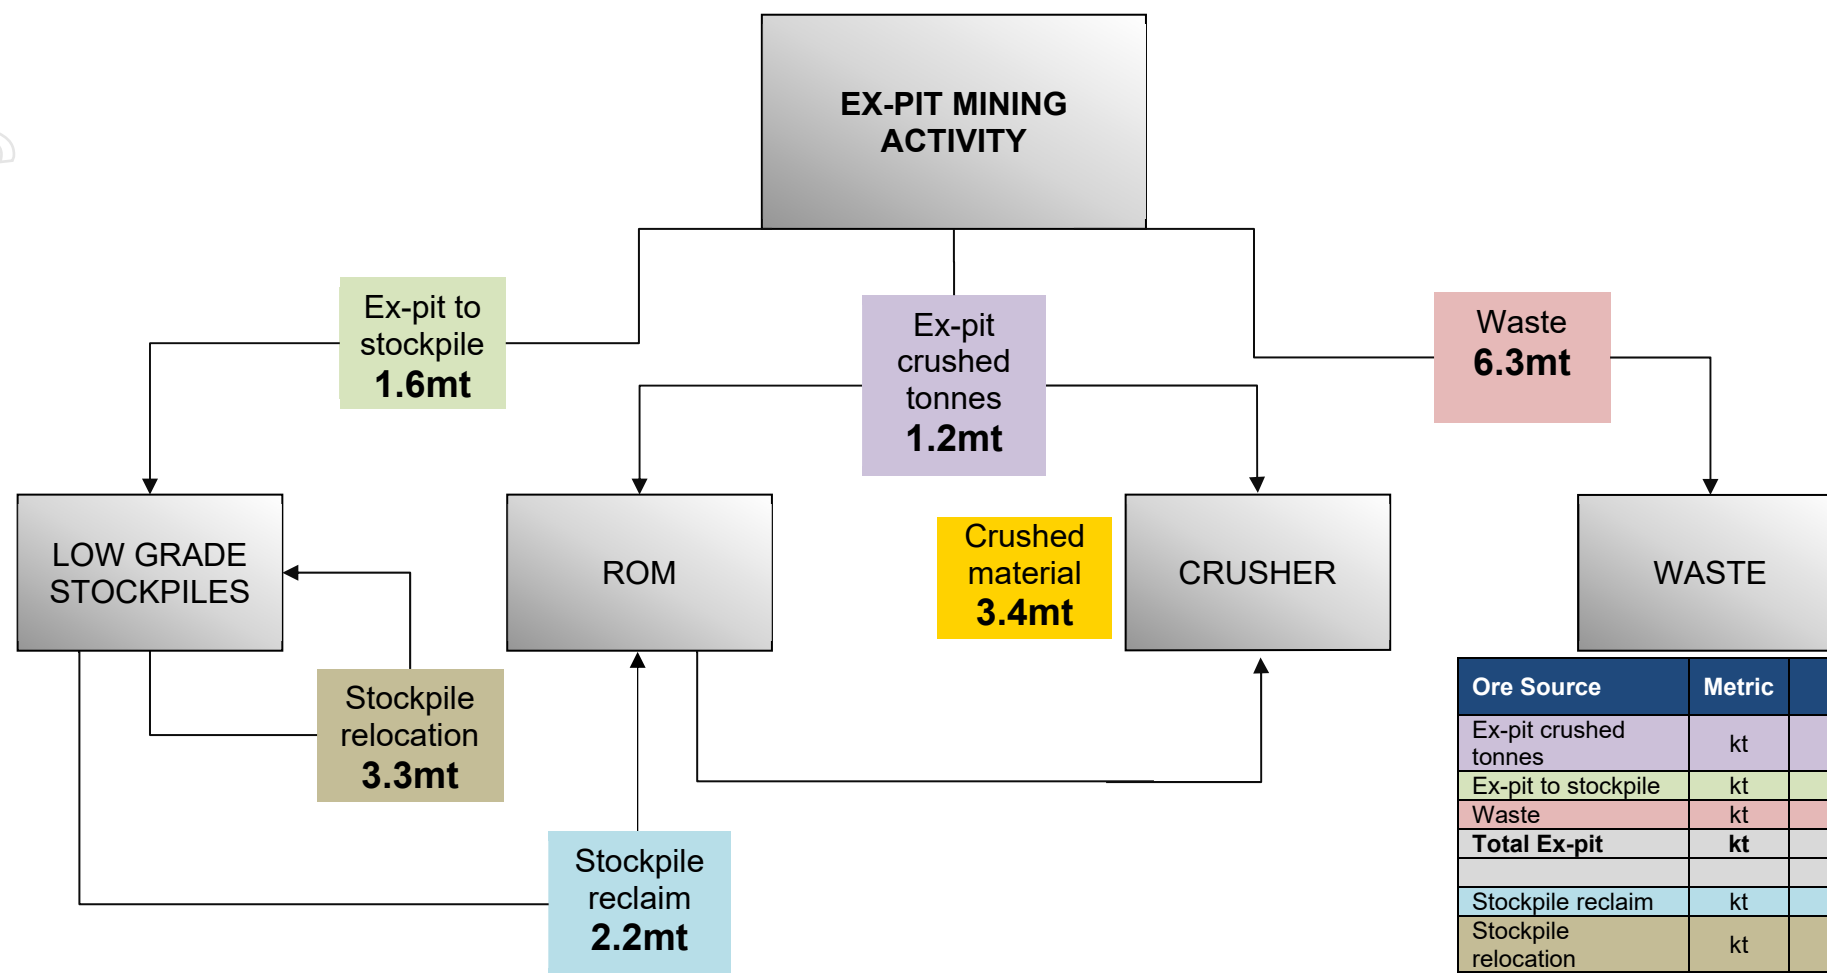 EX-PIT MINING
ACTIVITY
Ex-pit to
stockpile
1.6mt
Ex-pit
crushed
tonnes
1.2mt
Waste
6.3mt
LOW GRADE
STOCKPILES
ROM
Crushed
material
3.4mt
CRUSHER
WASTE
Stockpile
relocation
3.3mt
Stockpile
reclaim
2.2mt
Ore Source Metric
Ex-pit crushed
tonnes kt
Ex-pit to stockpile kt
Waste kt
Total Ex-pit kt
Stockpile reclaim kt
Stockpile
relocation kt